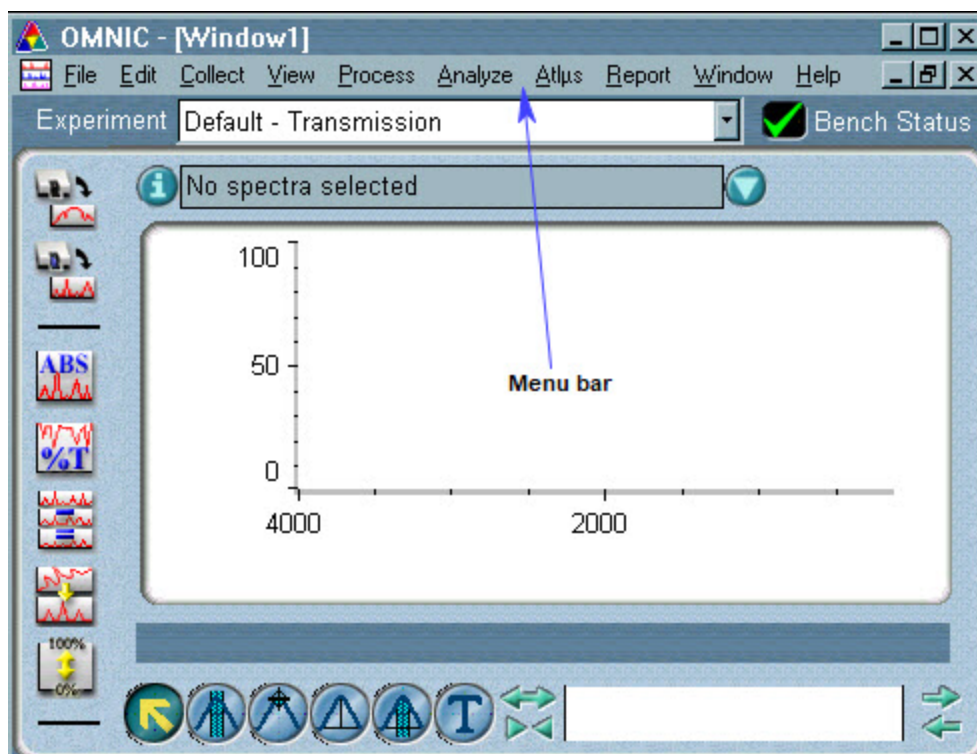 OMNIC - [Window1]
File Edit Collect View Process Analyze Atlµs Report Window Help
Experiment Default - Transmission Bench Status
No spectra selected
100
50
0
4000 2000
Menu bar
ABS
%T
100%
0%
T